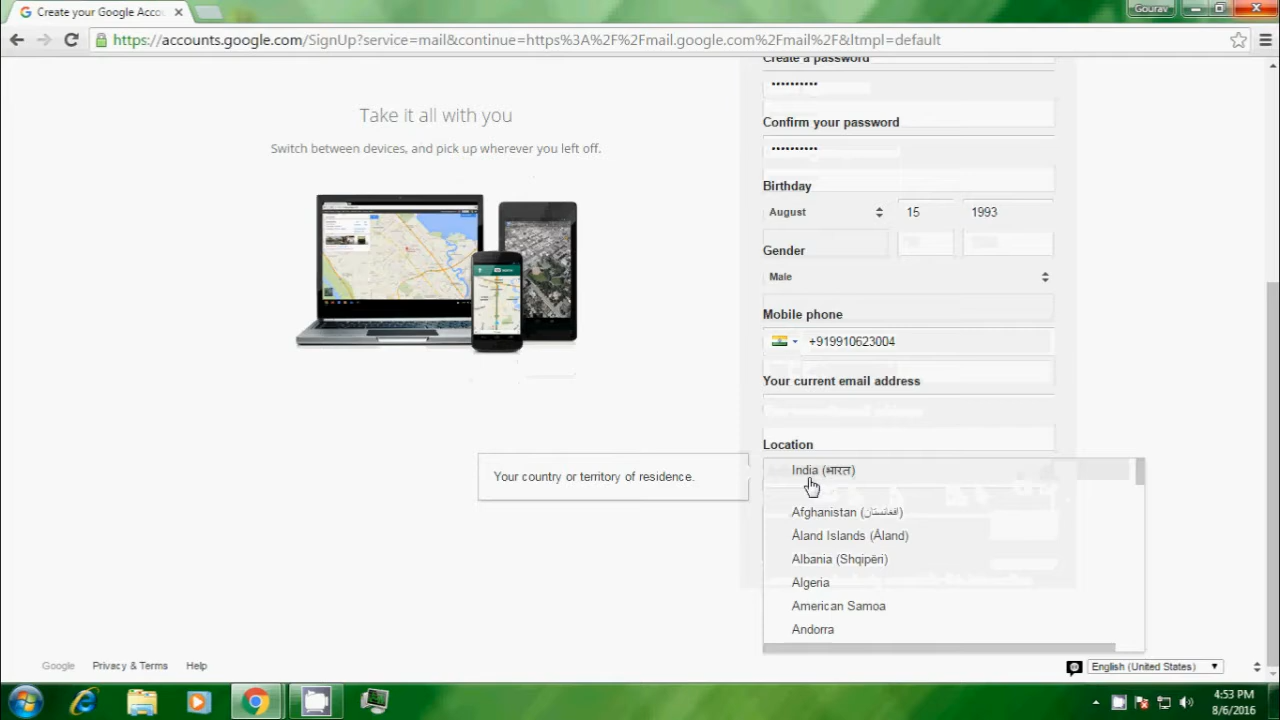 Create your Google Acco
Gourav
https://accounts.google.com/SignUp?service=mail&continue=https%3A%2F%2Fmail.google.com%2Fmail%2F&ltmpl=default
Create a password
Take it all with you
Switch between devices, and pick up wherever you left off.
••••••••••
Confirm your password
••••••••••
Birthday
August 15 1993
Gender
Male
Mobile phone
+919910623004
Your current email address
Location
Your country or territory of residence.
India (भारत)
Afghanistan (افغانستان)
Åland Islands (Åland)
Albania (Shqipëri)
Algeria
American Samoa
Andorra
Google Privacy & Terms Help
English (United States)
4:53 PM
8/6/2016